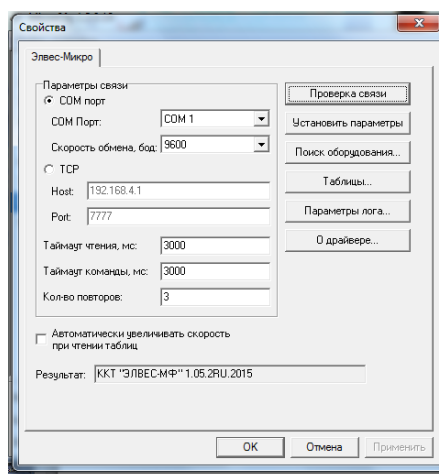 Свойства
Элвес-Микро
Параметры связи
COM порт
COM Порт: COM 1
Скорость обмена, бод: 9600
TCP
Host: 192.168.4.1
Port: 7777
Таймаут чтения, мс: 3000
Таймаут команды, мс: 3000
Кол-во повторов: 3
Проверка связи
Установить параметры
Поиск оборудования...
Таблицы...
Параметры лога...
О драйвере...
Автоматически увеличивать скорость
при чтении таблиц
Результат: ККТ "ЭЛВЕС-МФ" 1.05.2RU.2015
OK Отмена Применить